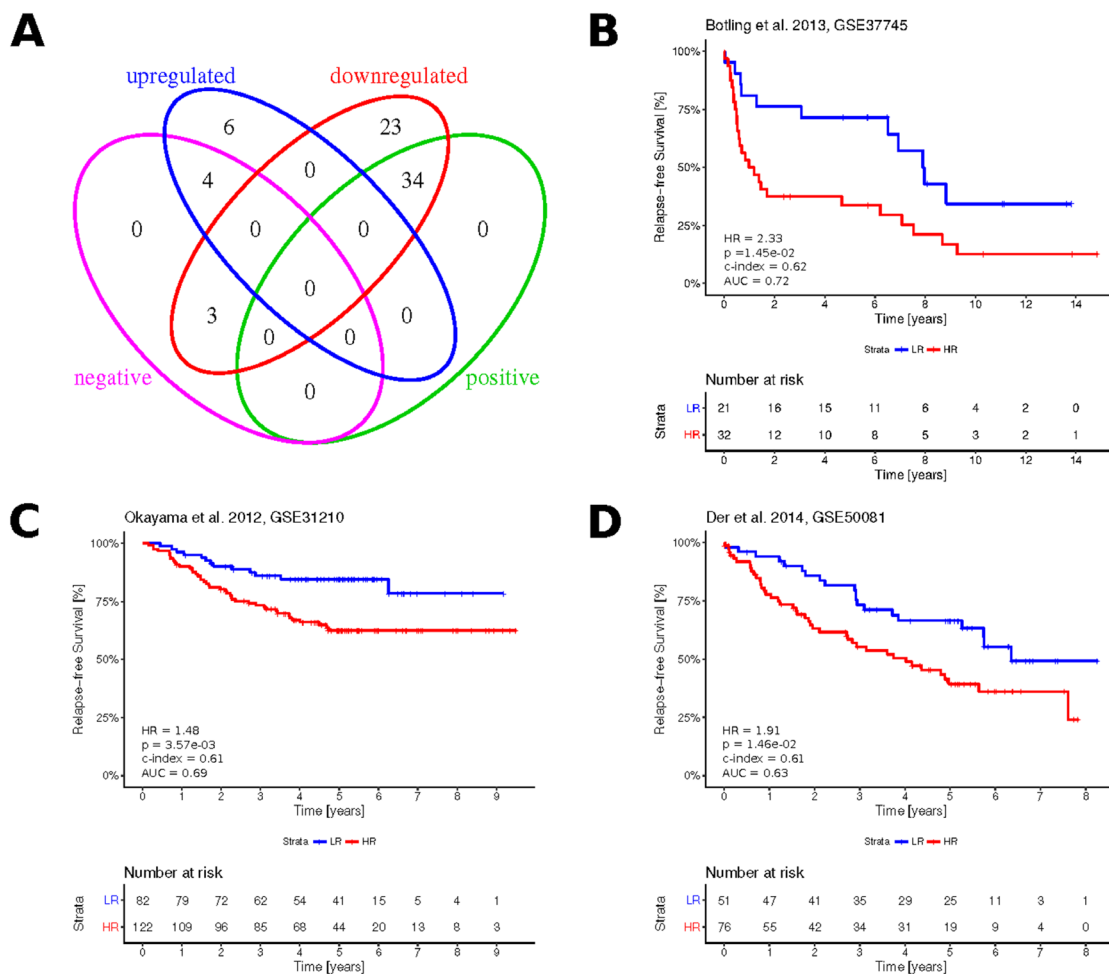 A
upregulated
downregulated
6
23
0
4
34
0
0
0
0
0
3
0
0
0
negative
positive
0
B
Botling et al. 2013, GSE37745
Relapse-free Survival [%]
100%
75%
50%
25%
0%
HR = 2.33
p =1.45e-02
c-index = 0.62
AUC = 0.72
0 2 4 6 8 10 12 14
Time [years]
Strata LR HR
Number at risk
Strata
LR 21 16 15 11 6 4 2 0
HR 32 12 10 8 5 3 2 1
0 2 4 6 8 10 12 14
Time [years]
C
Okayama et al. 2012, GSE31210
Relapse-free Survival [%]
100%
75%
50%
25%
0%
HR = 1.48
p = 3.57e-03
c-index = 0.61
AUC = 0.69
0 1 2 3 4 5 6 7 8 9
Time [years]
Strata LR HR
Number at risk
Strata
LR 82 79 72 62 54 41 15 5 4 1
HR 122 109 96 85 68 44 20 13 8 3
0 1 2 3 4 5 6 7 8 9
Time [years]
D
Der et al. 2014, GSE50081
Relapse-free Survival [%]
100%
75%
50%
25%
0%
HR = 1.91
p = 1.46e-02
c-index = 0.61
AUC = 0.63
0 1 2 3 4 5 6 7 8
Time [years]
Strata LR HR
Number at risk
Strata
LR 51 47 41 35 29 25 11 3 1
HR 76 55 42 34 31 19 9 4 0
0 1 2 3 4 5 6 7 8
Time [years]